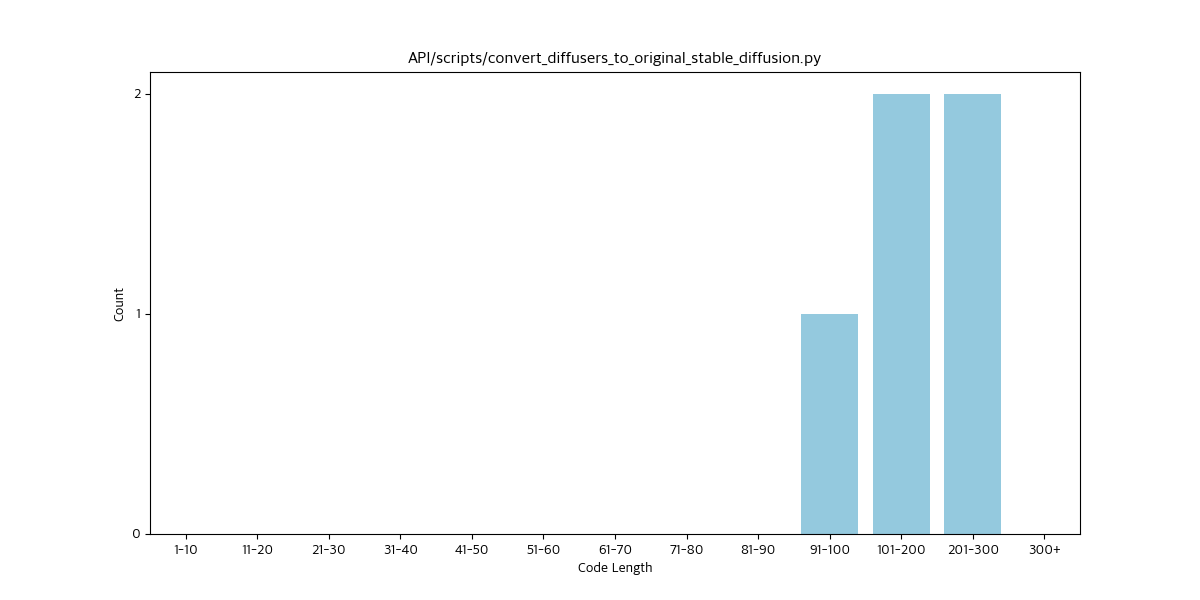 API/scripts/convert_diffusers_to_original_stable_diffusion.py
2
1
0
Count
1-10 11-20 21-30 31-40 41-50 51-60 61-70 71-80 81-90 91-100 101-200 201-300 300+
Code Length